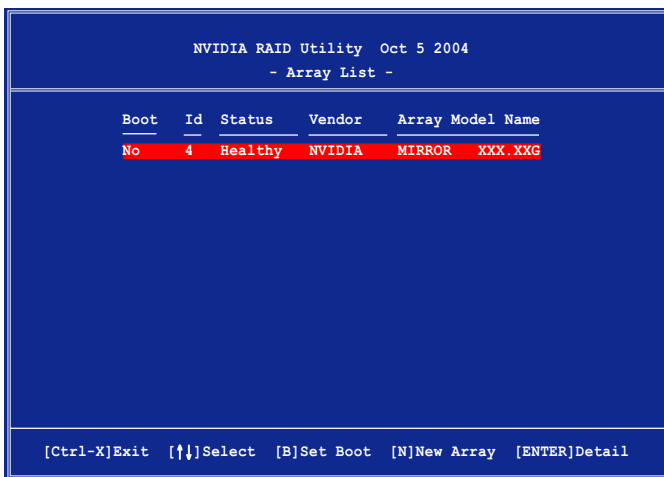 NVIDIA RAID Utility Oct 5 2004
- Array List -
Boot Id Status Vendor Array Model Name
No 4 Healthy NVIDIA MIRROR XXX.XXG
[Ctrl-X]Exit [↑↓]Select [B]Set Boot [N]New Array [ENTER]Detail